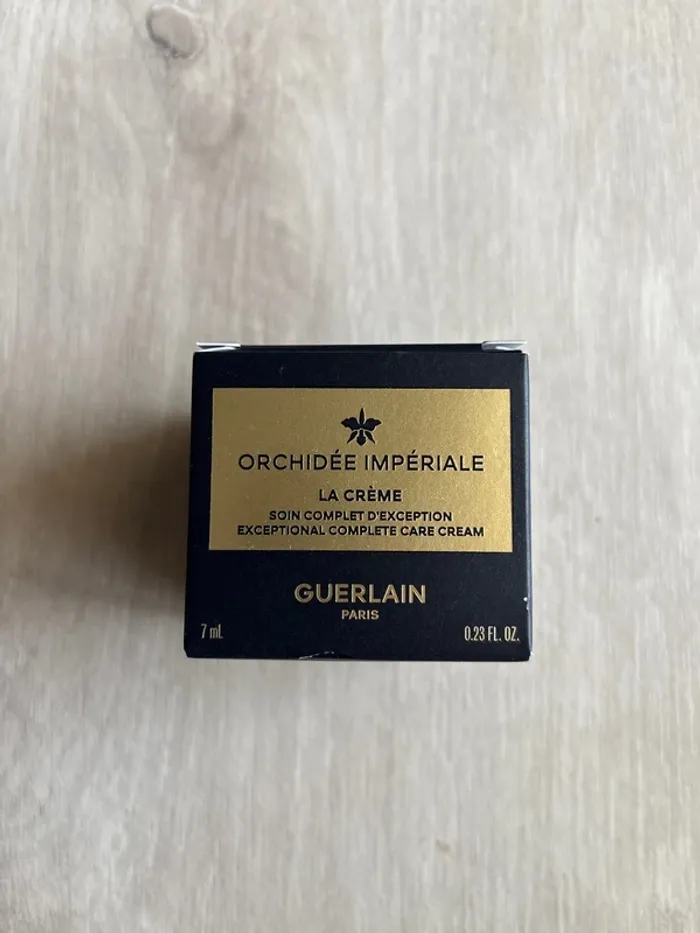 ORCHIDÉE IMPÉRIALE
LA CRÈME
SOIN COMPLET D'EXCEPTION
EXCEPTIONAL COMPLETE CARE CREAM
GUERLAIN
PARIS
7 mL 0.23 FL. OZ.